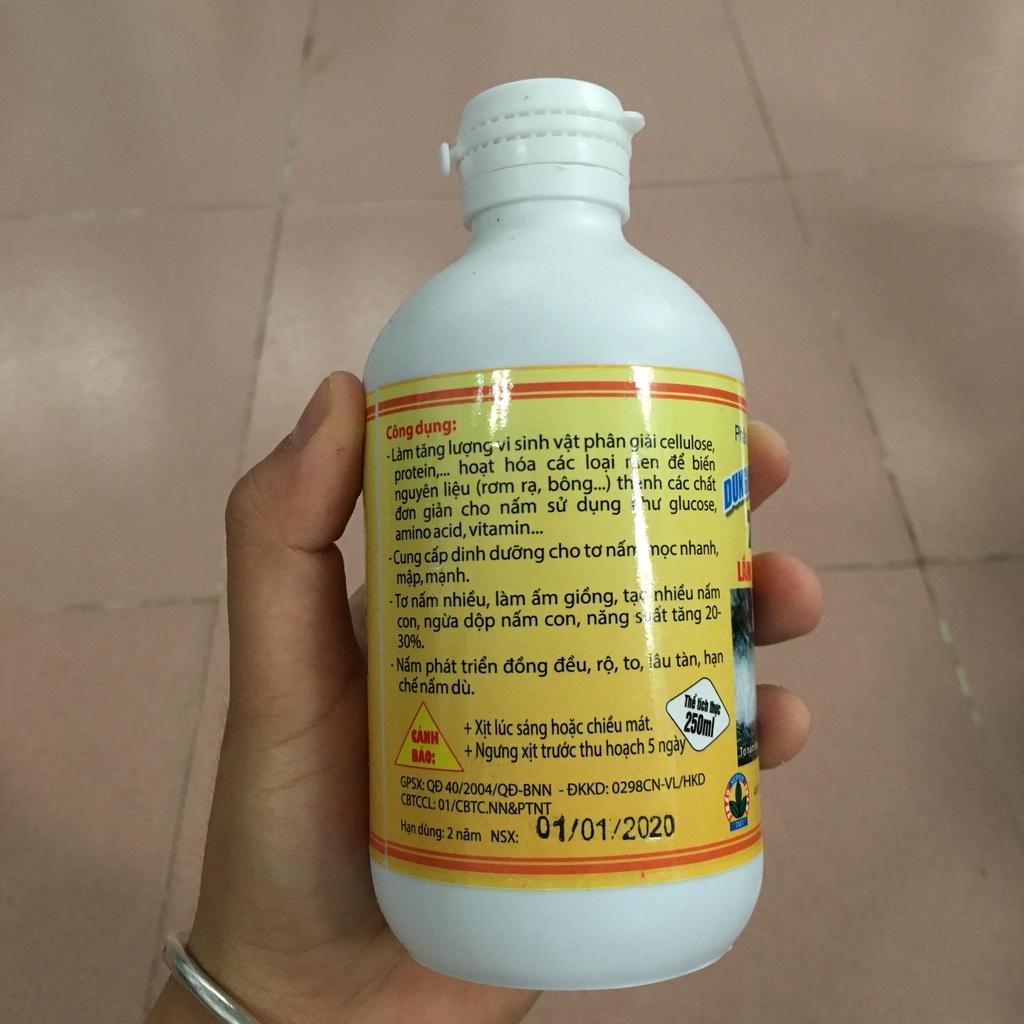 Công dụng:
- Làm tăng lượng vi sinh vật phân giải cellulose,
protein,... hoạt hóa các loại men để biến
nguyên liệu (rơm rạ, bông...) thành các chất
đơn giản cho nấm sử dụng như glucose,
amino acid, vitamin...
- Cung cấp dinh dưỡng cho tơ nấm mọc nhanh,
mập, mạnh.
- Tơ nấm nhiều, làm ấm giồng, tạo nhiều nấm
con, ngừa dộp nấm con, năng suất tăng 20-
30%.
- Nấm phát triển đồng đều, rộ, to, lâu tàn, hạn
chế nấm dù.
Thể tích thực
250ml
CẢNH
BÁO:
+ Xịt lúc sáng hoặc chiều mát.
+ Ngưng xịt trước thu hoạch 5 ngày
GPSX: QĐ 40/2004/QĐ-BNN - ĐKKD: 0298CN-VL/HKD
CBTCCL: 01/CBTC.NN&PTNT
Hạn dùng: 2 năm NSX: 01/01/2020